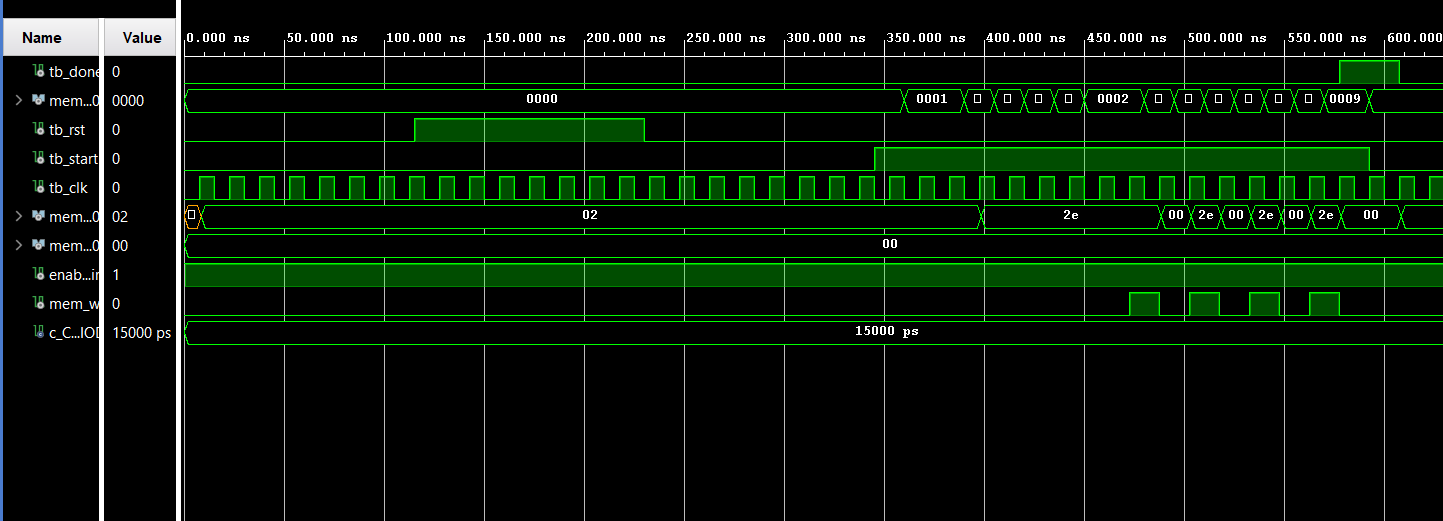 Name Value 0.000 ns 50.000 ns 100.000 ns 150.000 ns 200.000 ns 250.000 ns 300.000 ns 350.000 ns 400.000 ns 450.000 ns 500.000 ns 550.000 ns 600.000
tb_done 0
mem...0 0000 0000 0001 0002 0009
tb_rst 0
tb_start 0
tb_clk 0
mem...0 02 02 2e 00 2e 00 2e 00 2e 00
mem...0 00 00
enab...in 1
mem_w 0
c_C...IOD 15000 ps 15000 ps